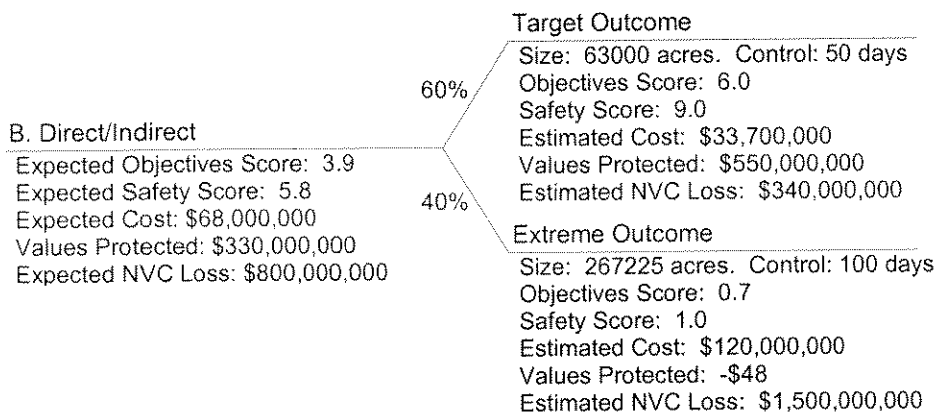 B. Direct/Indirect
Expected Objectives Score: 3.9
Expected Safety Score: 5.8
Expected Cost: $68,000,000
Values Protected: $330,000,000
Expected NVC Loss: $800,000,000
60%
Target Outcome
Size: 63000 acres. Control: 50 days
Objectives Score: 6.0
Safety Score: 9.0
Estimated Cost: $33,700,000
Values Protected: $550,000,000
Estimated NVC Loss: $340,000,000
40%
Extreme Outcome
Size: 267225 acres. Control: 100 days
Objectives Score: 0.7
Safety Score: 1.0
Estimated Cost: $120,000,000
Values Protected: -$48
Estimated NVC Loss: $1,500,000,000